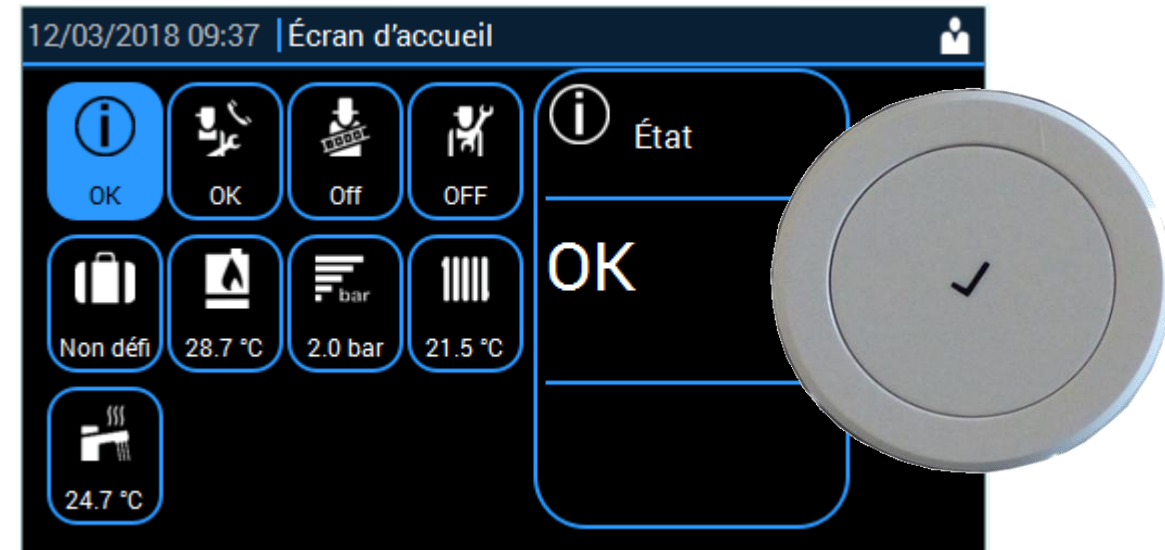 12/03/2018 09:37 Écran d'accueil
État
OK
OK
Off
OFF
OK
bar
Non défi
28.7 °C
2.0 bar
21.5 °C
24.7 °C